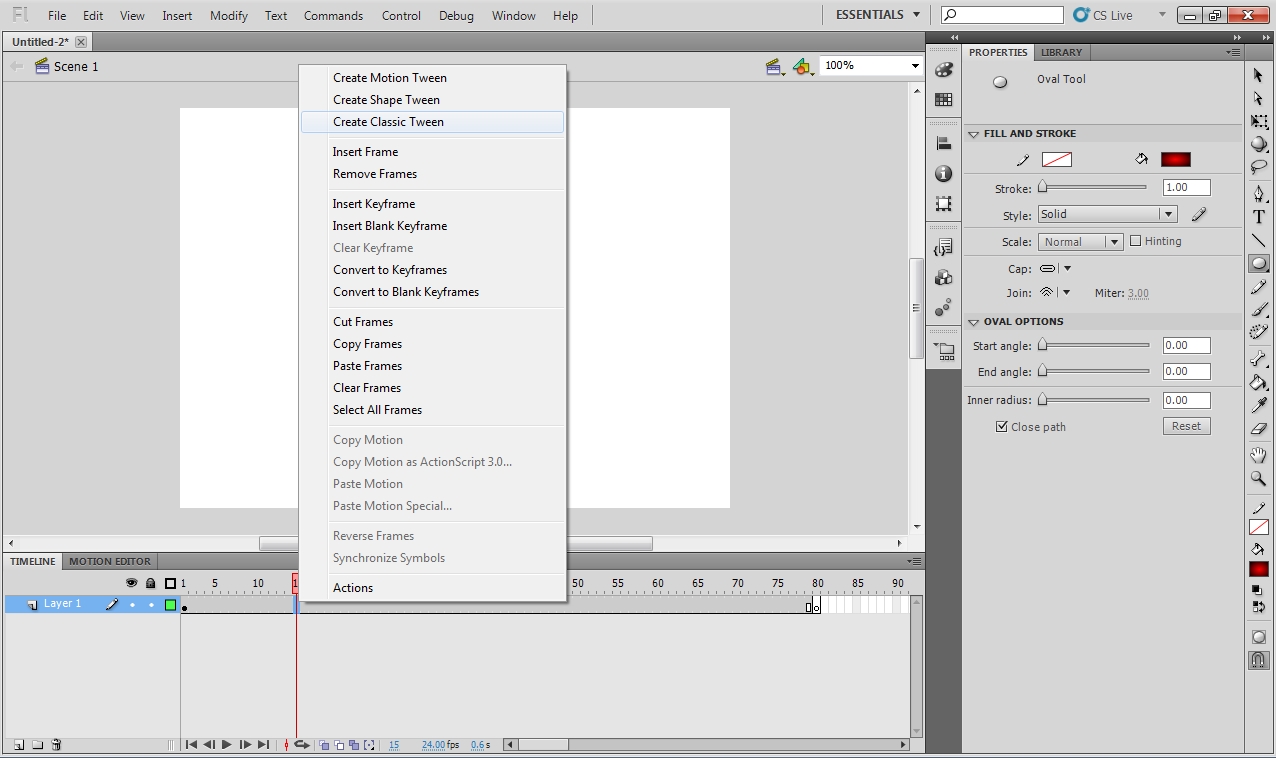 Fl File Edit View Insert Modify Text Commands Control Debug Window Help ESSENTIALS CS Live
Untitled-2*
Scene 1
100%
Create Motion Tween
Create Shape Tween
Create Classic Tween
Insert Frame
Remove Frames
Insert Keyframe
Insert Blank Keyframe
Clear Keyframe
Convert to Keyframes
Convert to Blank Keyframes
Cut Frames
Copy Frames
Paste Frames
Clear Frames
Select All Frames
Copy Motion
Copy Motion as ActionScript 3.0...
Paste Motion
Paste Motion Special...
Reverse Frames
Synchronize Symbols
Actions
PROPERTIES LIBRARY
Oval Tool
FILL AND STROKE
Stroke: 1.00
Style: Solid
Scale: Normal Hinting
Cap:
Join: Miter: 3.00
OVAL OPTIONS
Start angle: 0.00
End angle: 0.00
Inner radius: 0.00
Close path Reset
TIMELINE MOTION EDITOR
1 5 10 50 55 60 65 70 75 80 85 90
Layer 1
15 24.00 fps 0.6 s